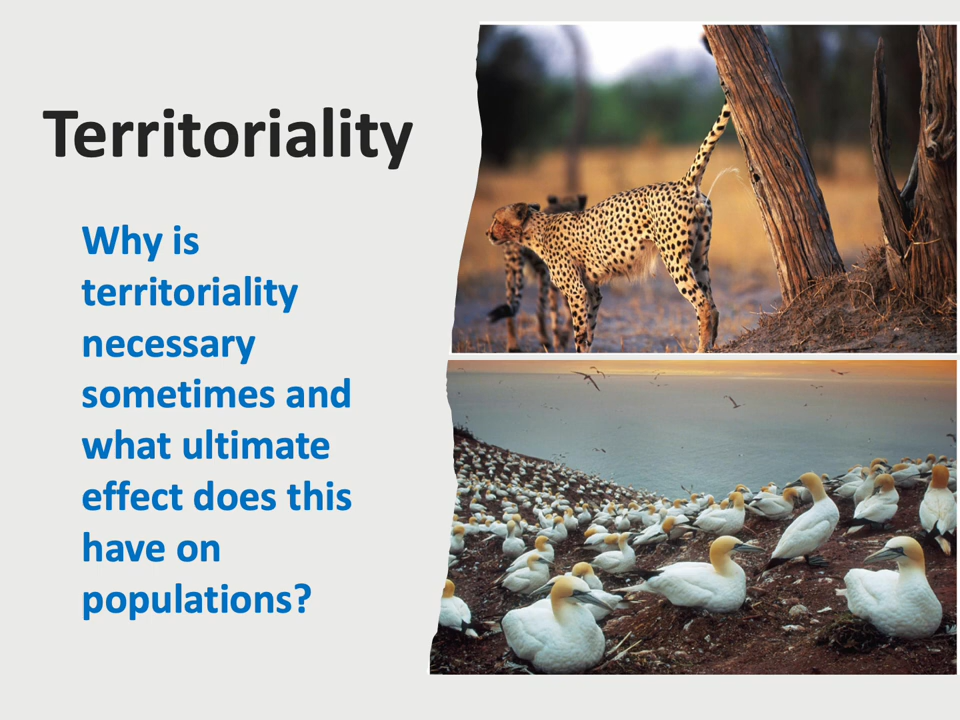 Territoriality
Why is
territoriality
necessary
sometimes and
what ultimate
effect does this
have on
populations?